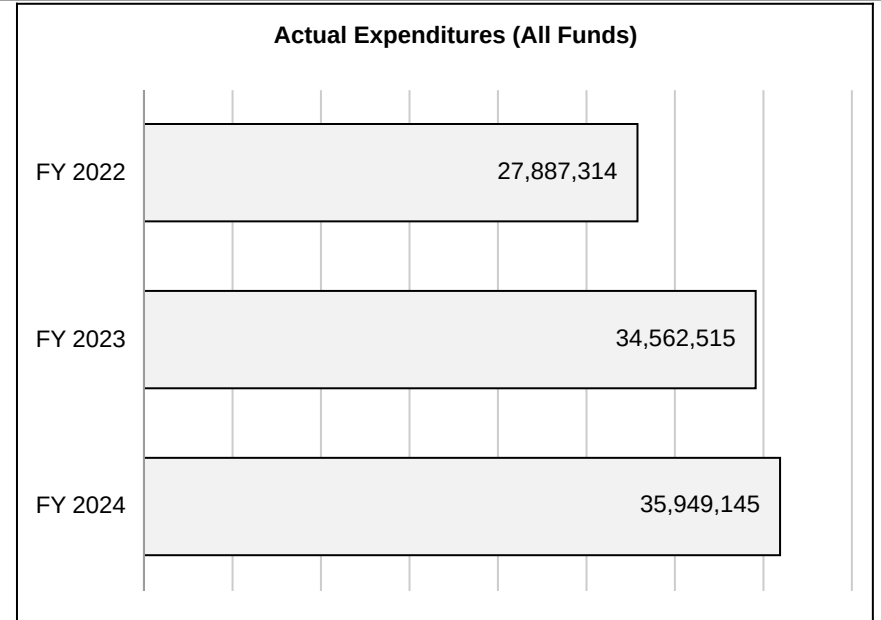 Actual Expenditures (All Funds)
FY 2022 27,887,314
FY 2023 34,562,515
FY 2024 35,949,145